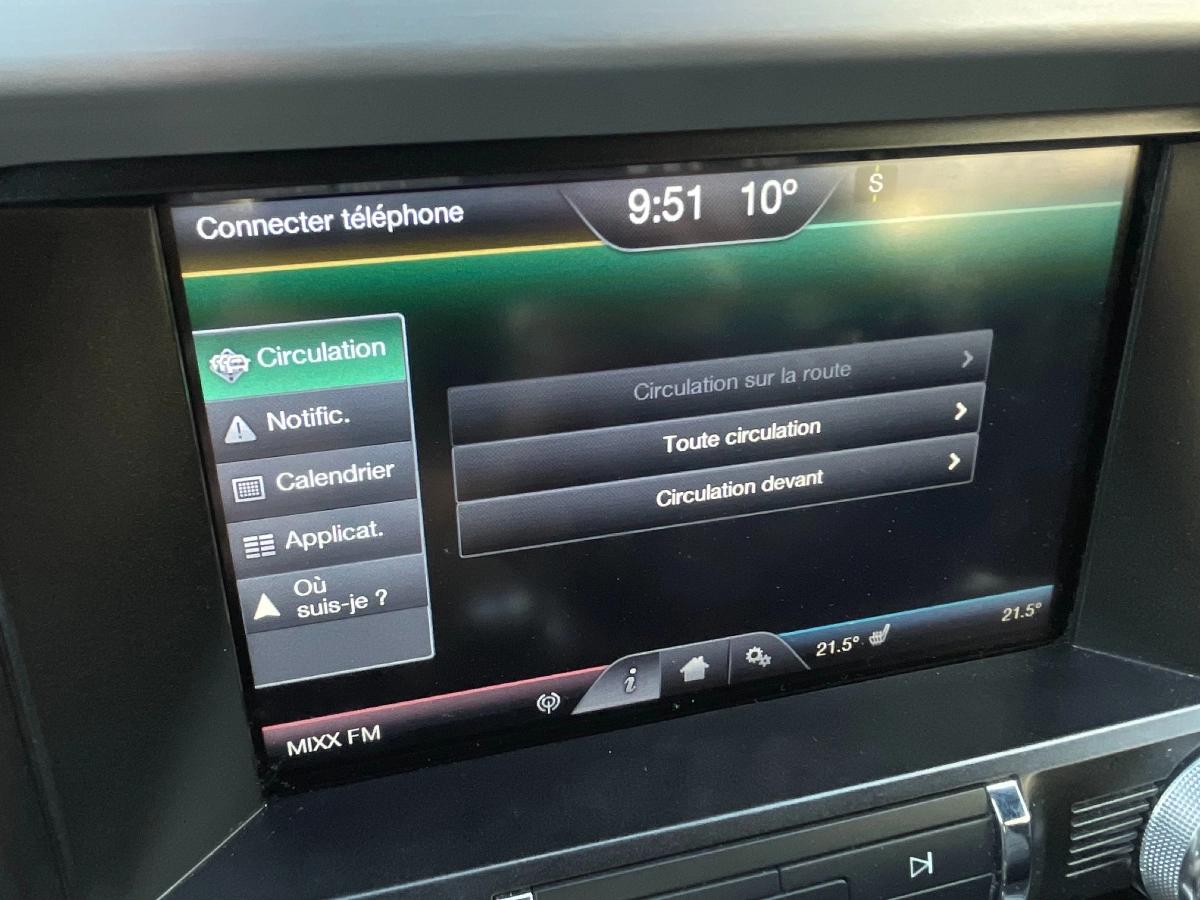 Connecter téléphone
9:51 10°
S
Circulation
Notific.
Calendrier
Applicat.
Où
suis-je ?
Circulation sur la route
Toute circulation
Circulation devant
MIXX FM
21.5°
21.5°